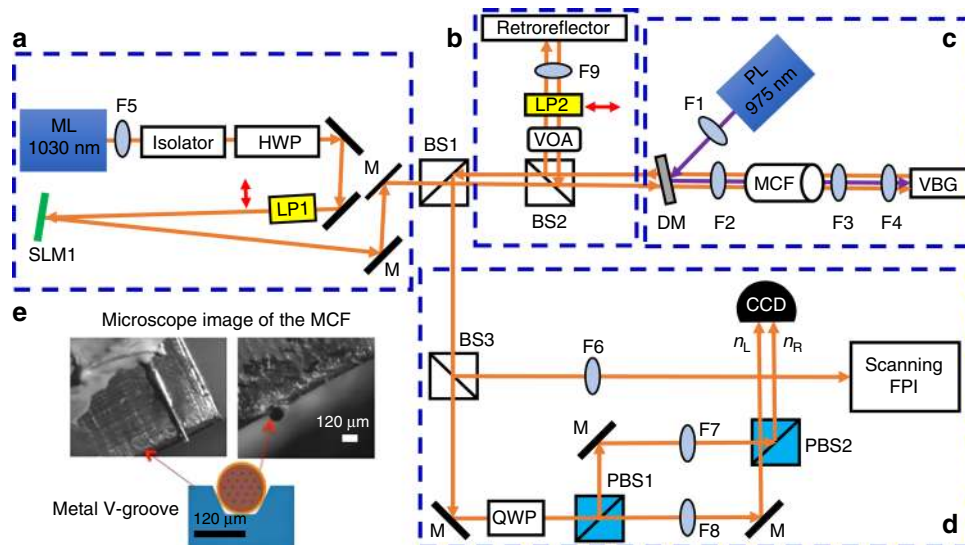 a
ML
1030 nm
F5
Isolator
HWP
M
LP1
SLM1
M
BS1
b
Retroreflector
F9
LP2
VOA
BS2
c
PL
975 nm
F1
DM
F2
MCF
F3
F4
VBG
d
BS3
F6
CCD
nL
nR
Scanning
FPI
M
F7
PBS2
PBS1
M
QWP
F8
M
e
Microscope image of the MCF
120 μm
Metal V-groove
120 μm